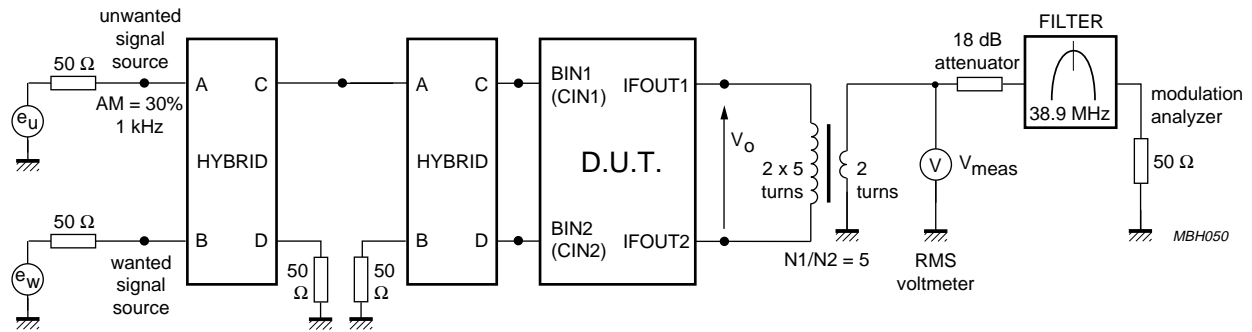 unwanted
signal
source
50 Ω
e_u
AM = 30%
1 kHz
A
C
HYBRID
B
D
50 Ω
e_w
wanted
signal
source
50
Ω
50
Ω
A
C
HYBRID
B
D
BIN1
(CIN1)
IFOUT1
D.U.T.
BIN2
(CIN2)
IFOUT2
V_o
2 x 5
turns
2
turns
N1/N2 = 5
V
V_meas
RMS
voltmeter
18 dB
attenuator
FILTER
38.9 MHz
modulation
analyzer
50 Ω
MBH050